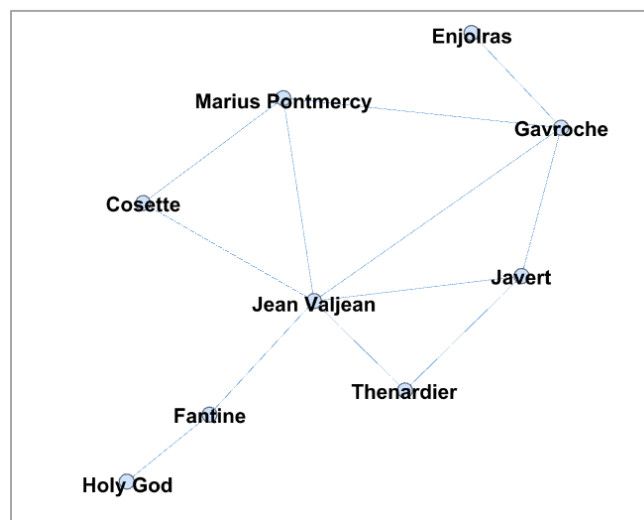 Enjolras
Marius Pontmercy
Gavroche
Cosette
Javert
Jean Valjean
Thenardier
Fantine
Holy God